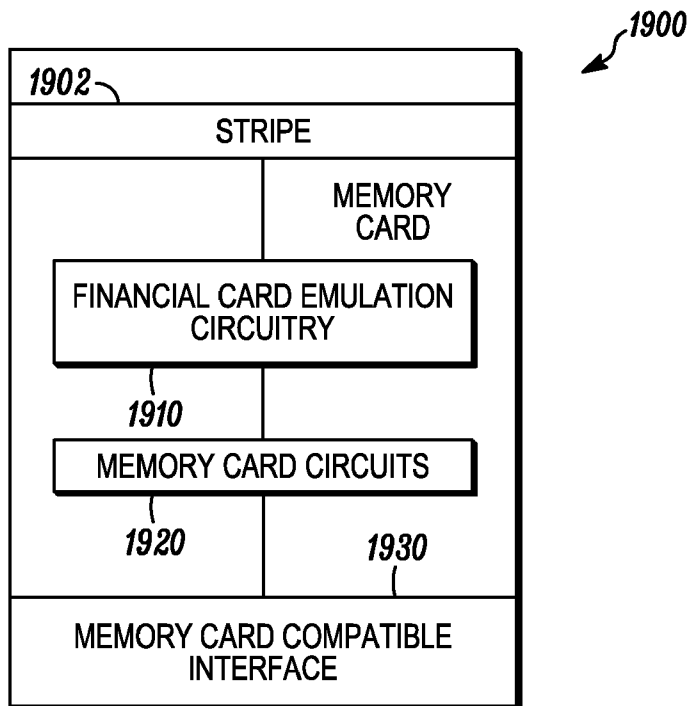 1900
1902
STRIPE
MEMORY
CARD
FINANCIAL CARD EMULATION
CIRCUITRY
1910
MEMORY CARD CIRCUITS
1920
1930
MEMORY CARD COMPATIBLE
INTERFACE